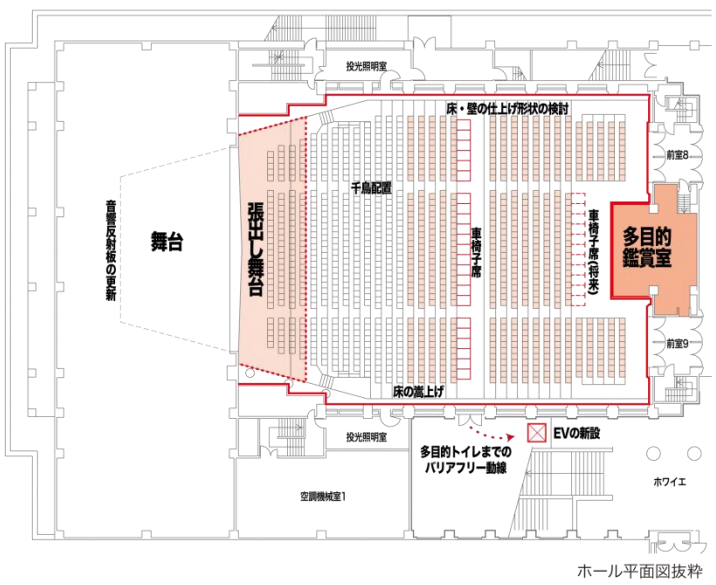 投光照明室
床・壁の仕上げ形状の検討
前室8
千鳥配置
音響反射板の更新
舞台
張出し舞台
車椅子席
車椅子席(将来)
多目的
鑑賞室
前室9
床の嵩上げ
投光照明室
EVの新設
多目的トイレまでの
バリアフリー動線
空調機械室1
ホワイエ
ホール平面図抜粋